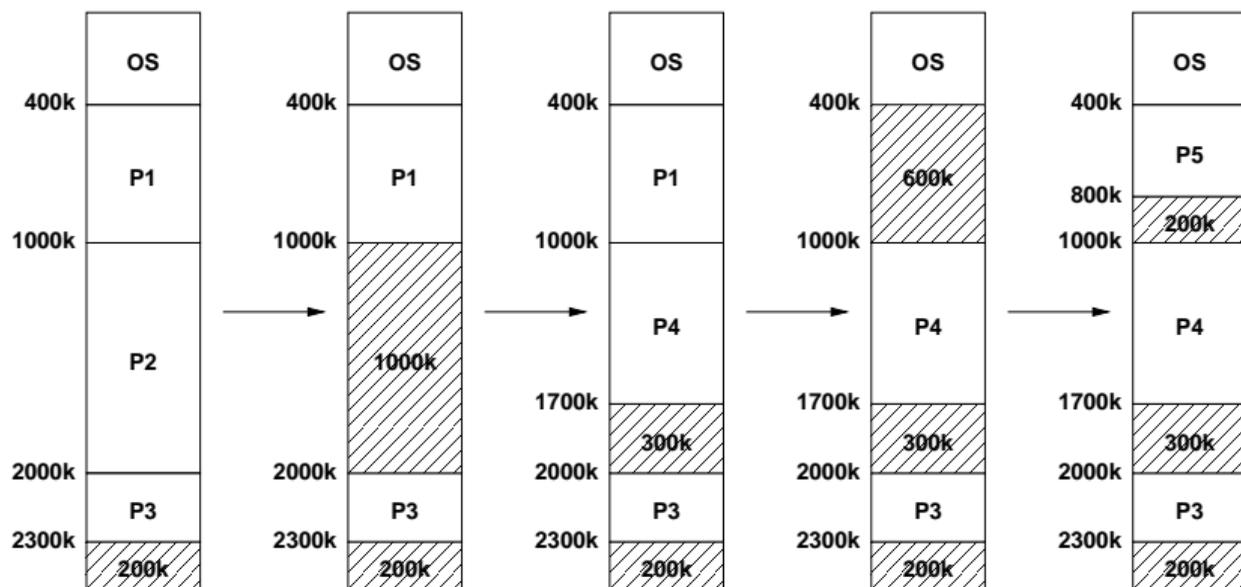 OS OS OS OS OS
400k 400k 400k 400k 400k
P1 P1 P1 600k P5
800k
200k
1000k 1000k 1000k 1000k 1000k
P4 P4 P4
P2 1000k
1700k 1700k 1700k
300k 300k 300k
2000k 2000k 2000k 2000k 2000k
P3 P3 P3 P3 P3
2300k 2300k 2300k 2300k 2300k
200k 200k 200k 200k 200k